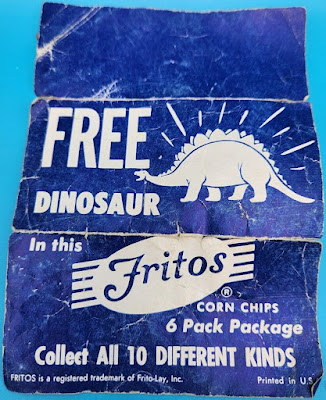 FREE
DINOSAUR
In this
Fritos®
CORN CHIPS
6 Pack Package
Collect All 10 DIFFERENT KINDS
FRITOS is a registered trademark of Frito-Lay, Inc. Printed in U.S